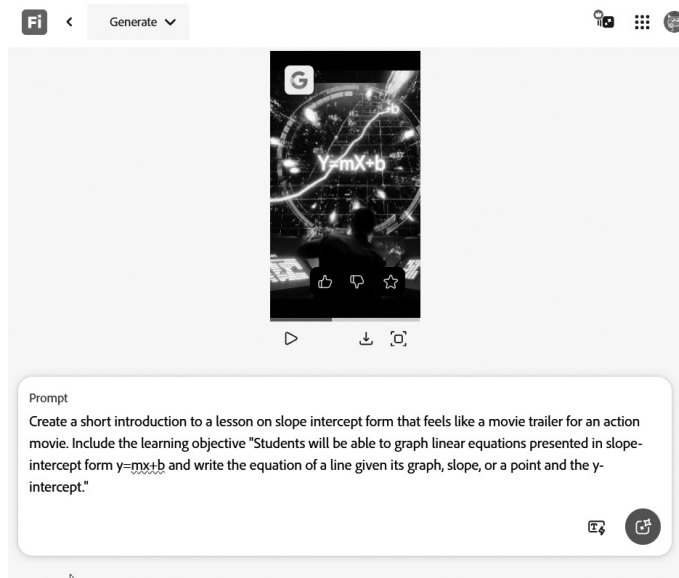 Fi
Generate
G
+b
Y=mX+b
Prompt
Create a short introduction to a lesson on slope intercept form that feels like a movie trailer for an action
movie. Include the learning objective "Students will be able to graph linear equations presented in slope-
intercept form y=mx+b and write the equation of a line given its graph, slope, or a point and the y-
intercept."